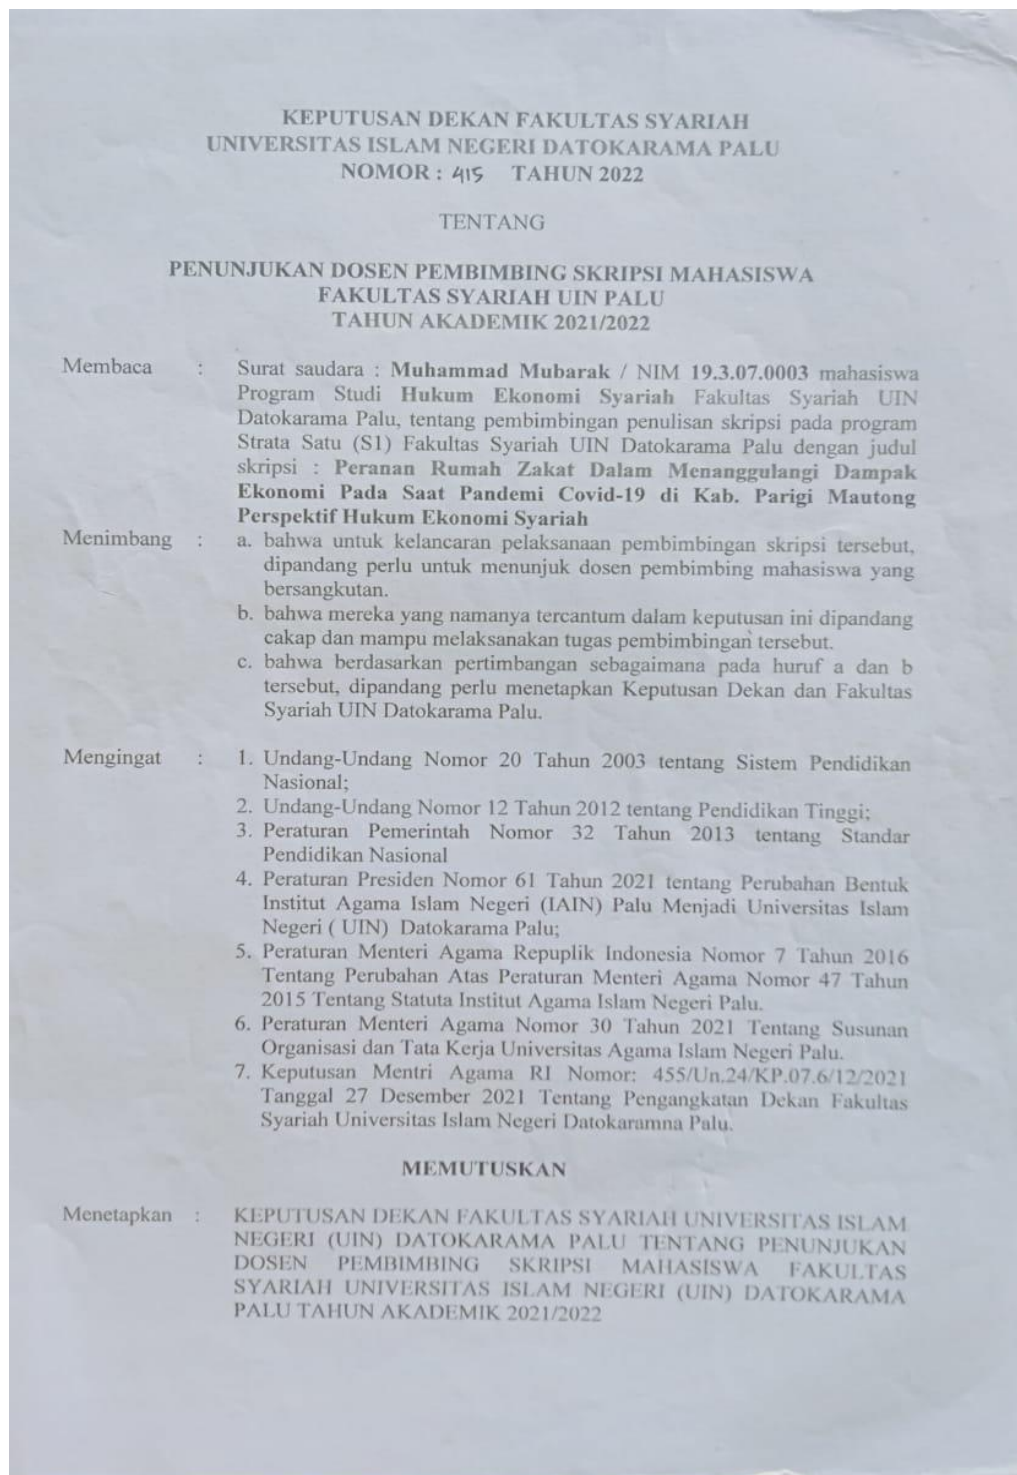 KEPUTUSAN DEKAN FAKULTAS SYARIAH
UNIVERSITAS ISLAM NEGERI DATOKARAMA PALU
NOMOR : 415 TAHUN 2022
TENTANG
PENUNJUKAN DOSEN PEMBIMBING SKRIPSI MAHASISWA
FAKULTAS SYARIAH UIN PALU
TAHUN AKADEMIK 2021/2022
Membaca : Surat saudara : Muhammad Mubarak / NIM 19.3.07.0003 mahasiswa
Program Studi Hukum Ekonomi Syariah Fakultas Syariah UIN
Datokarama Palu, tentang pembimbingan penulisan skripsi pada program
Strata Satu (S1) Fakultas Syariah UIN Datokarama Palu dengan judul
skripsi : Peranan Rumah Zakat Dalam Menanggulangi Dampak
Ekonomi Pada Saat Pandemi Covid-19 di Kab. Parigi Mautong
Perspektif Hukum Ekonomi Syariah
Menimbang : a. bahwa untuk kelancaran pelaksanaan pembimbingan skripsi tersebut,
dipandang perlu untuk menunjuk dosen pembimbing mahasiswa yang
bersangkutan.
b. bahwa mereka yang namanya tercantum dalam keputusan ini dipandang
cakap dan mampu melaksanakan tugas pembimbingan tersebut.
c. bahwa berdasarkan pertimbangan sebagaimana pada huruf a dan b
tersebut, dipandang perlu menetapkan Keputusan Dekan dan Fakultas
Syariah UIN Datokarama Palu.
Mengingat : 1. Undang-Undang Nomor 20 Tahun 2003 tentang Sistem Pendidikan
Nasional;
2. Undang-Undang Nomor 12 Tahun 2012 tentang Pendidikan Tinggi;
3. Peraturan Pemerintah Nomor 32 Tahun 2013 tentang Standar
Pendidikan Nasional
4. Peraturan Presiden Nomor 61 Tahun 2021 tentang Perubahan Bentuk
Institut Agama Islam Negeri (IAIN) Palu Menjadi Universitas Islam
Negeri ( UIN) Datokarama Palu;
5. Peraturan Menteri Agama Repuplik Indonesia Nomor 7 Tahun 2016
Tentang Perubahan Atas Peraturan Menteri Agama Nomor 47 Tahun
2015 Tentang Statuta Institut Agama Islam Negeri Palu.
6. Peraturan Menteri Agama Nomor 30 Tahun 2021 Tentang Susunan
Organisasi dan Tata Kerja Universitas Agama Islam Negeri Palu.
7. Keputusan Mentri Agama RI Nomor: 455/Un.24/KP.07.6/12/2021
Tanggal 27 Desember 2021 Tentang Pengangkatan Dekan Fakultas
Syariah Universitas Islam Negeri Datokaramna Palu.
MEMUTUSKAN
Menetapkan : KEPUTUSAN DEKAN FAKULTAS SYARIAH UNIVERSITAS ISLAM
NEGERI (UIN) DATOKARAMA PALU TENTANG PENUNJUKAN
DOSEN PEMBIMBING SKRIPSI MAHASISWA FAKULTAS
SYARIAH UNIVERSITAS ISLAM NEGERI (UIN) DATOKARAMA
PALU TAHUN AKADEMIK 2021/2022